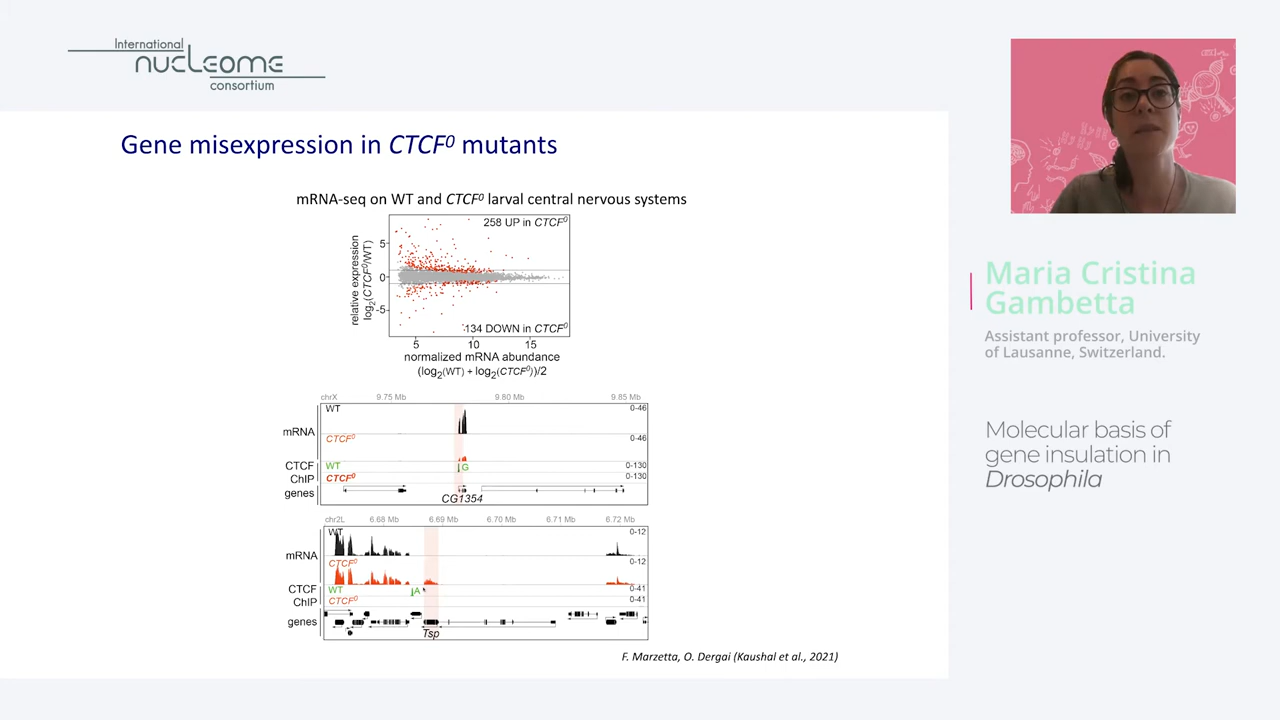 International
nucleome
consortium
Gene misexpression in CTCF⁰ mutants
mRNA-seq on WT and CTCF⁰ larval central nervous systems
258 UP in CTCF⁰
134 DOWN in CTCF⁰
relative expression
log₂(CTCF⁰/WT)
5
0
-5
5 10 15
normalized mRNA abundance
(log₂(WT) + log₂(CTCF⁰))/2
chrX 9.75 Mb 9.80 Mb 9.85 Mb
WT 0-46
mRNA
CTCF⁰ 0-46
CTCF WT G 0-130
ChIP CTCF⁰ 0-130
genes
CG1354
chr2L 6.68 Mb 6.69 Mb 6.70 Mb 6.71 Mb 6.72 Mb
WT 0-12
mRNA
CTCF⁰ 0-12
CTCF WT A 0-41
ChIP CTCF⁰ 0-41
genes
Tsp
F. Marzetta, O. Dergai (Kaushal et al., 2021)
Maria Cristina
Gambetta
Assistant professor, University
of Lausanne, Switzerland.
Molecular basis of
gene insulation in
Drosophila